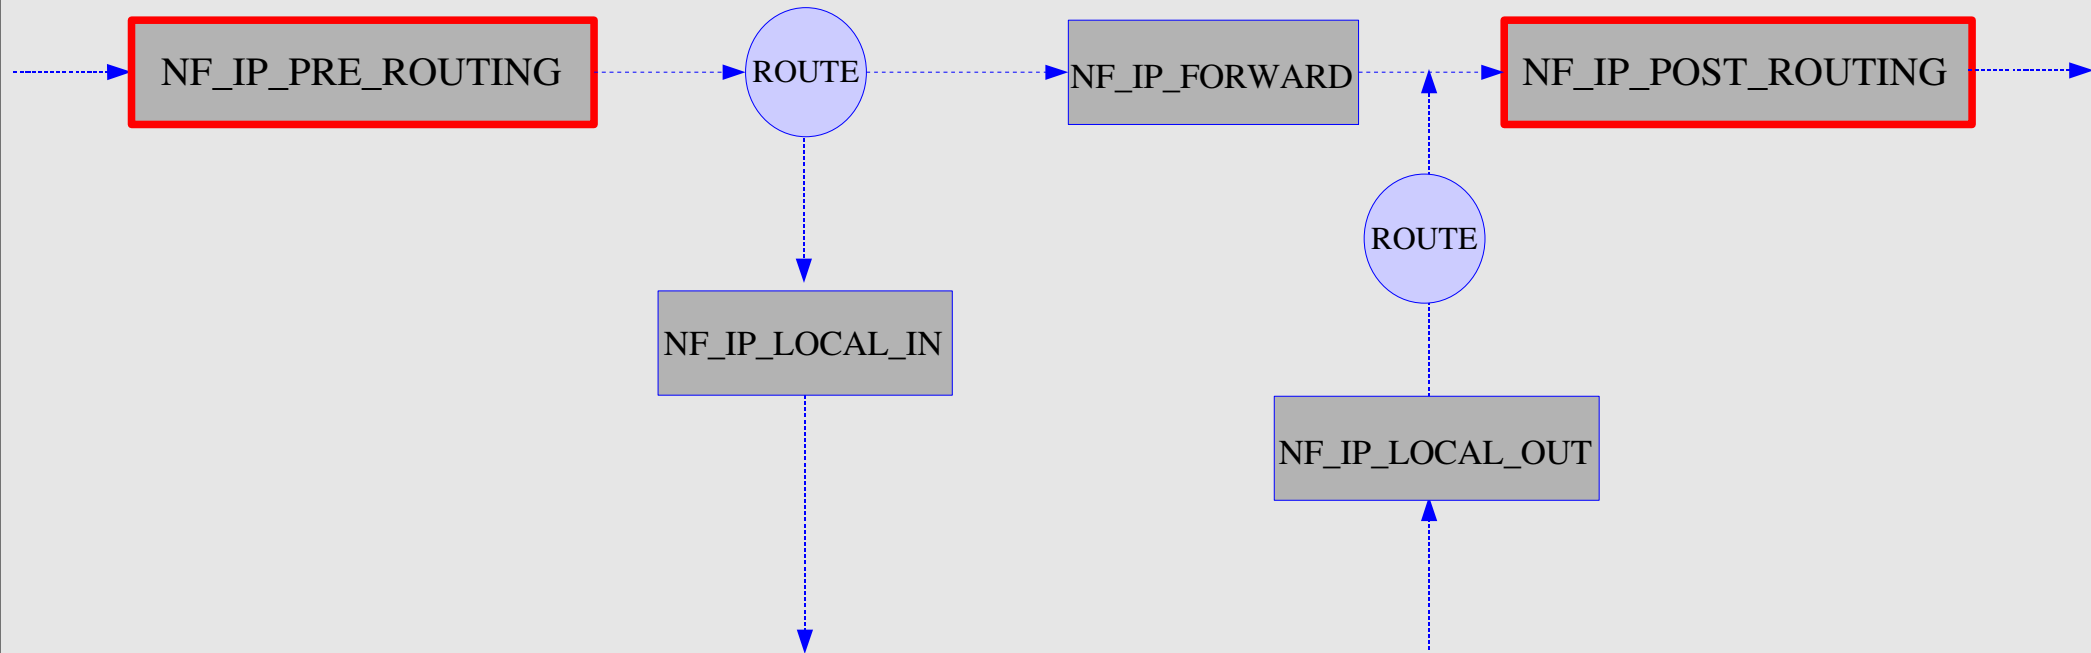 NF_IP_PRE_ROUTING
ROUTE
NF_IP_FORWARD
NF_IP_POST_ROUTING
ROUTE
NF_IP_LOCAL_IN
NF_IP_LOCAL_OUT